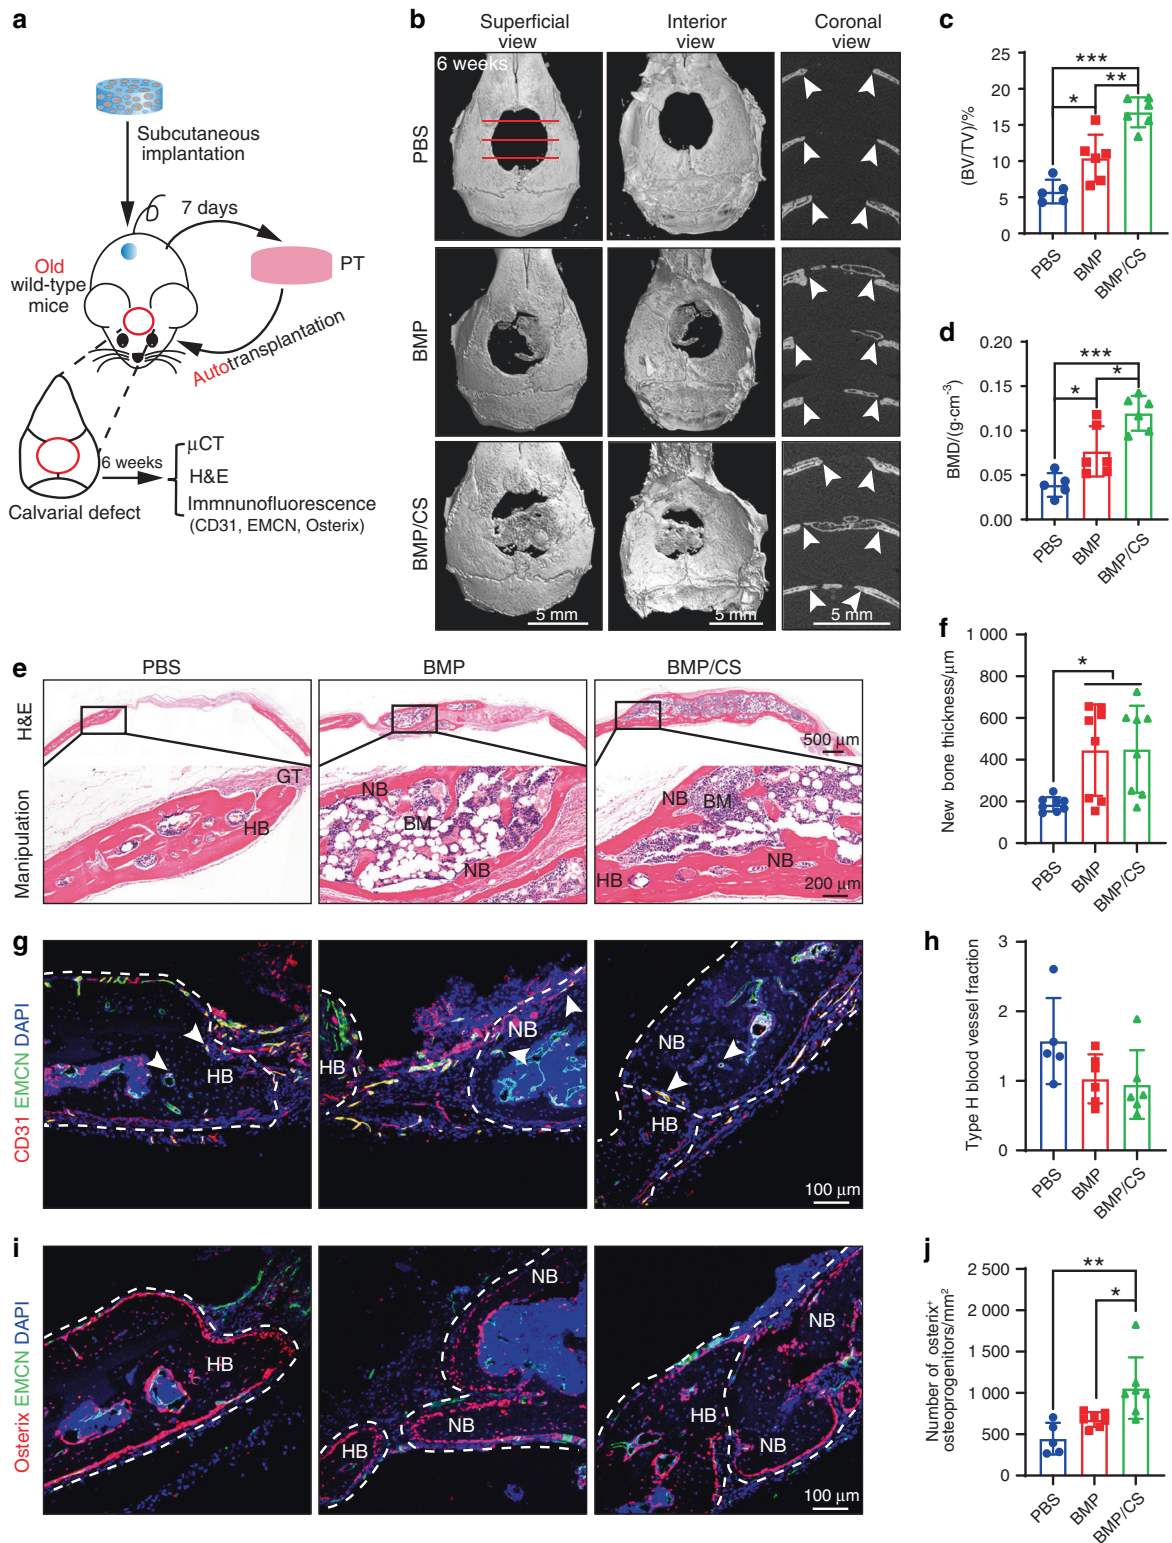 a
Subcutaneous
implantation
7 days
Old
wild-type
mice
PT
Autotransplantation
6 weeks
μCT
H&E
Immnunofluorescence
(CD31, EMCN, Osterix)
Calvarial defect
b
Superficial
view
Interior
view
Coronal
view
6 weeks
PBS
BMP
BMP/CS
5 mm
5 mm
5 mm
c
(BV/TV)/%
25
20
15
10
5
0
***
**
*
PBS
BMP
BMP/CS
d
BMD/(g·cm-3)
0.20
0.15
0.10
0.05
0.00
***
*
*
PBS
BMP
BMP/CS
e
PBS
BMP
BMP/CS
H&E
500 μm
Manipulation
GT
HB
NB
BM
NB
NB
BM
NB
HB
200 μm
f
New bone thickness/μm
1 000
800
600
400
200
0
*
PBS
BMP
BMP/CS
g
CD31 EMCN DAPI
HB
HB
NB
NB
HB
100 μm
h
Type H blood vessel fraction
3
2
1
0
PBS
BMP
BMP/CS
i
Osterix EMCN DAPI
HB
NB
NB
HB
NB
HB
NB
100 μm
j
Number of osterix+
osteoprogenitors/mm2
2 500
2 000
1 500
1 000
500
0
**
*
PBS
BMP
BMP/CS